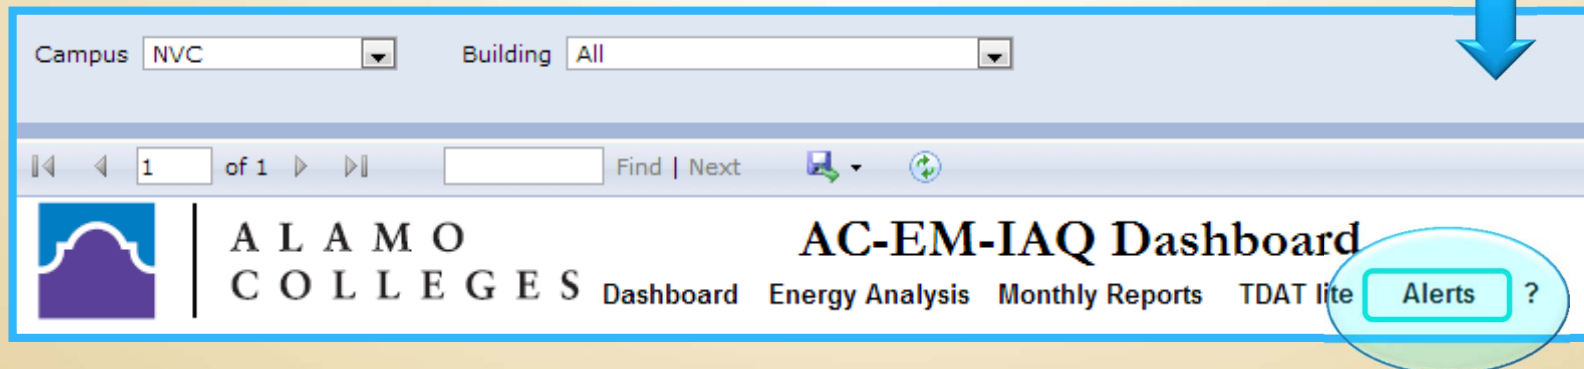 Campus NVC Building All
1 of 1 Find | Next
ALAMO
COLLEGES
AC-EM-IAQ Dashboard
Dashboard Energy Analysis Monthly Reports TDAT lite Alerts ?